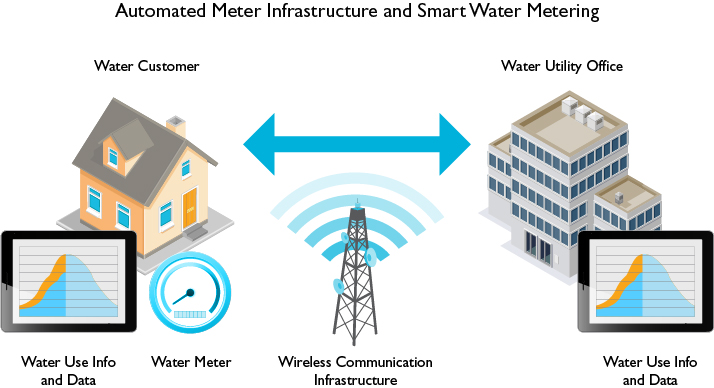 Automated Meter Infrastructure and Smart Water Metering
Water Customer
Water Utility Office
Water Use Info
and Data
Water Meter
Wireless Communication
Infrastructure
Water Use Info
and Data